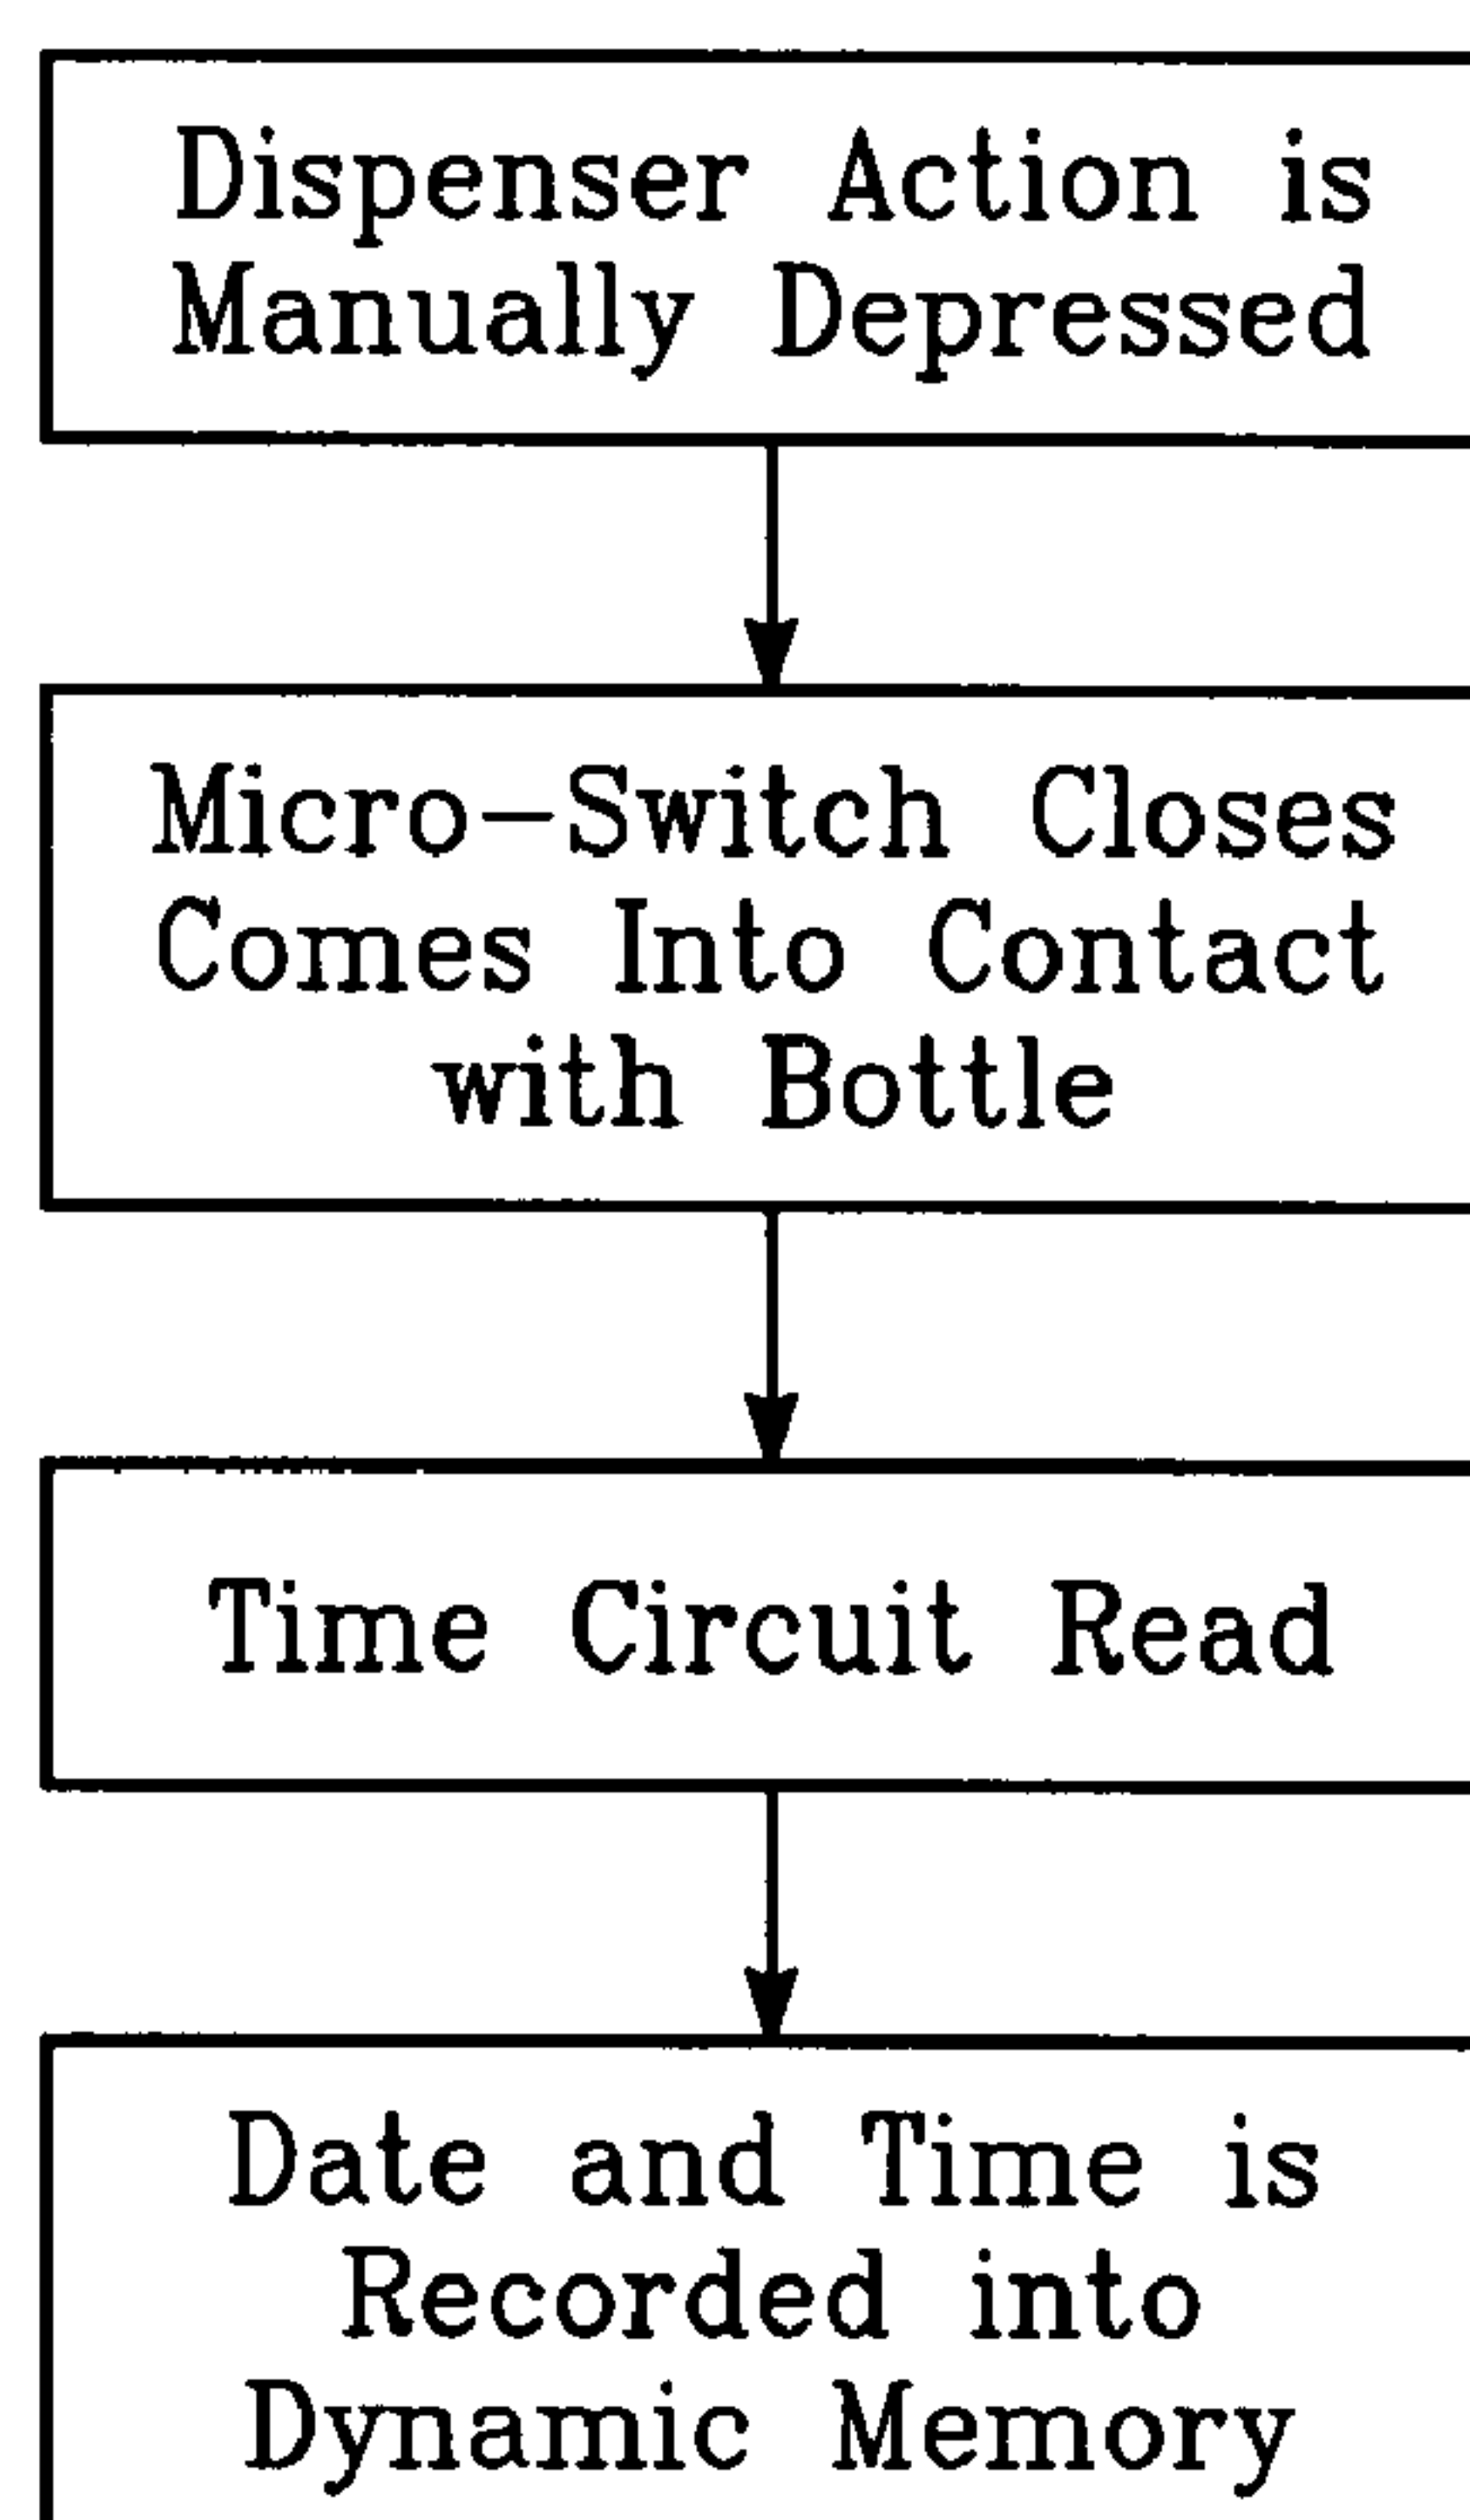 Dispenser Action is
Manually Depressed
Micro-Switch Closes
Comes Into Contact
with Bottle
Time Circuit Read
Date and Time is
Recorded into
Dynamic Memory